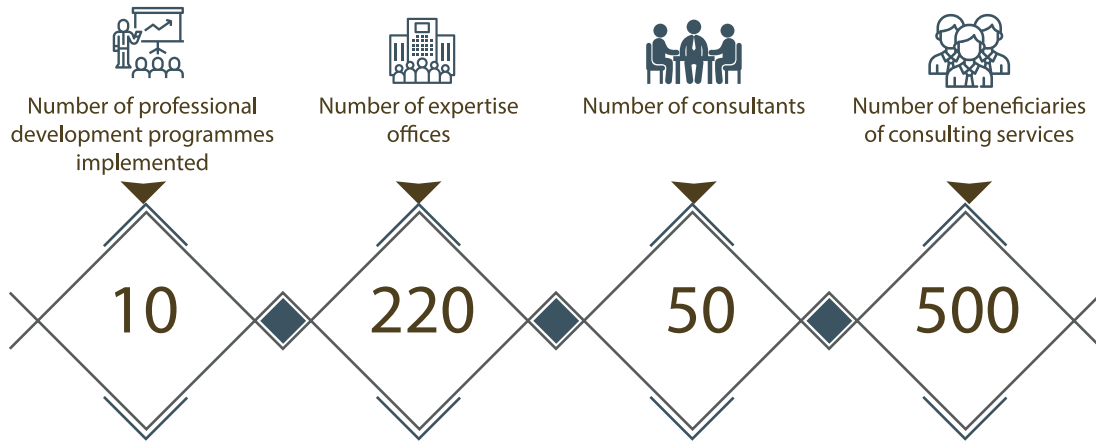 Number of professional
development programmes
implemented
10
Number of expertise
offices
220
Number of consultants
50
Number of beneficiaries
of consulting services
500